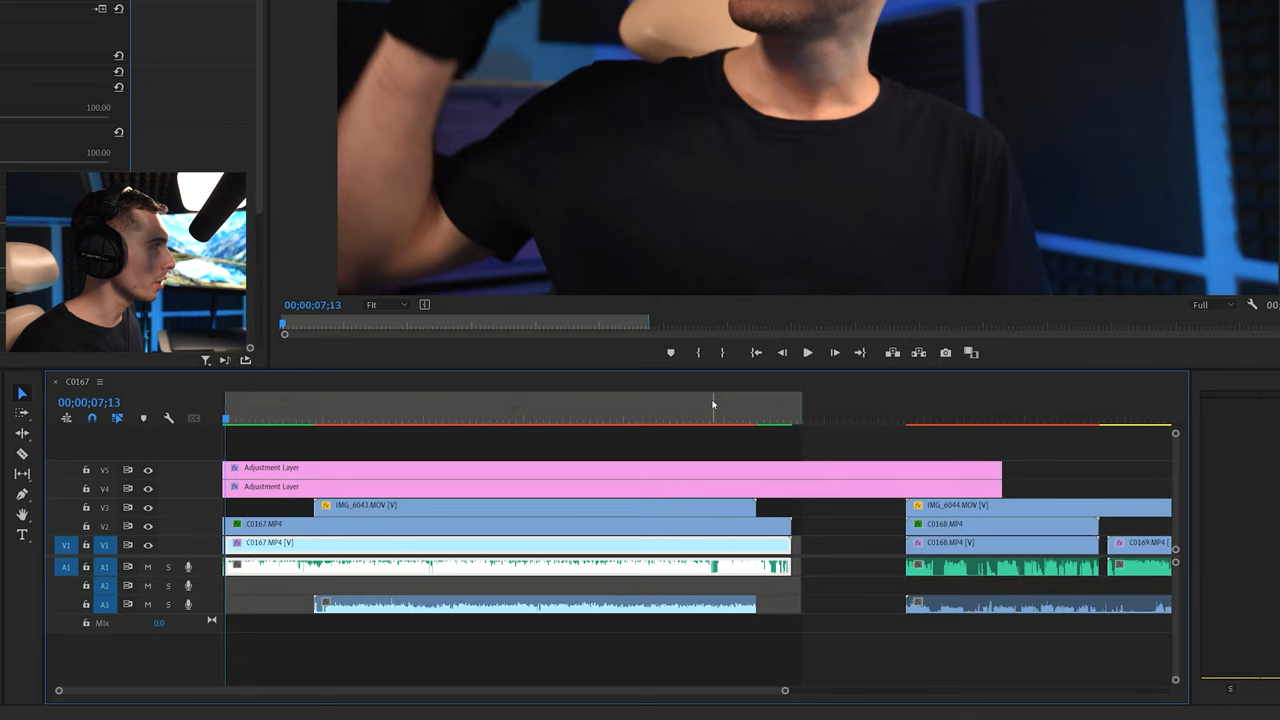 100.00
100.00
00;00;07;13
Fit
Full
00;
× C0167
00;00;07;13
V5
Adjustment Layer
V4
Adjustment Layer
V3
IMG_6043.MOV [V]
IMG_6044.MOV [V]
V2
C0167.MP4
C0168.MP4
V1
V1
C0167.MP4 [V]
C0168.MP4 [V]
C0169.MP4 [
A1
A1
M
S
A2
M
S
A3
M
S
Mix
0.0
S